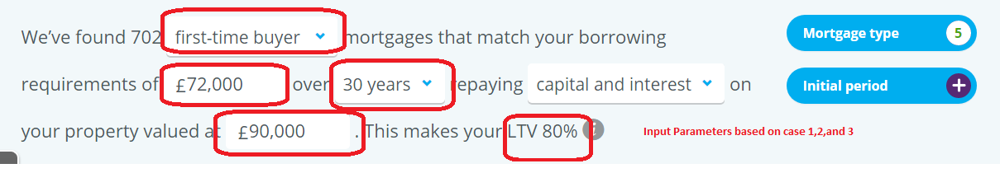 We've found 702 first-time buyer mortgages that match your borrowing
Mortgage type 5
requirements of £72,000 over 30 years repaying capital and interest on
Initial period
your property valued at £90,000 . This makes your LTV 80%
Input Parameters based on case 1,2,and 3